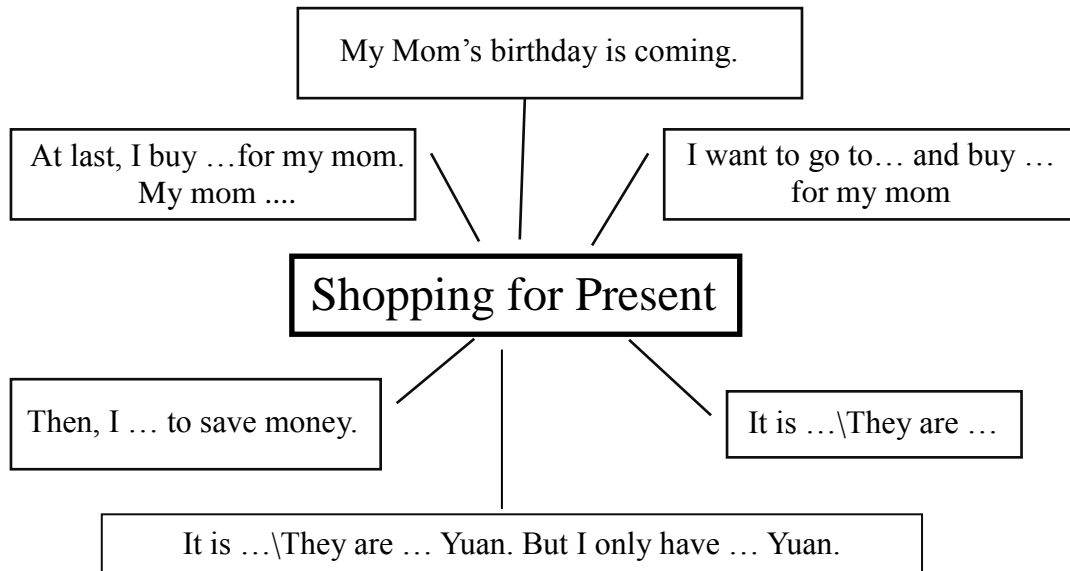 My Mom’s birthday is coming.
At last, I buy …for my mom.
My mom ....
I want to go to… and buy …
for my mom
Shopping for Present
Then, I … to save money.
It is …\They are …
It is …\They are … Yuan. But I only have … Yuan.